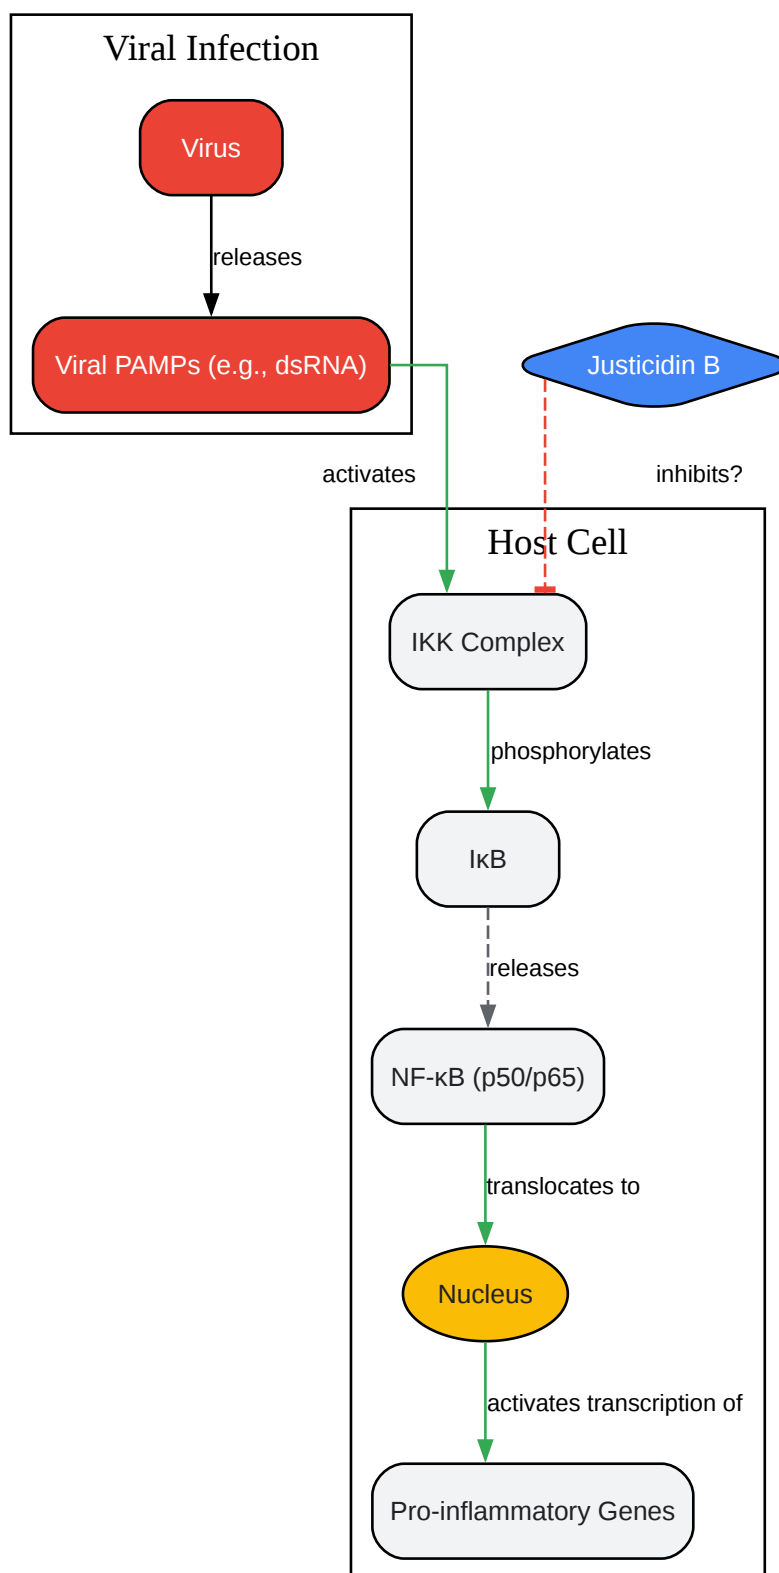 Viral Infection
Virus
releases
Viral PAMPs (e.g., dsRNA)
Justicidin B
activates
inhibits?
Host Cell
IKK Complex
phosphorylates
IκB
releases
NF-κB (p50/p65)
translocates to
Nucleus
activates transcription of
Pro-inflammatory Genes